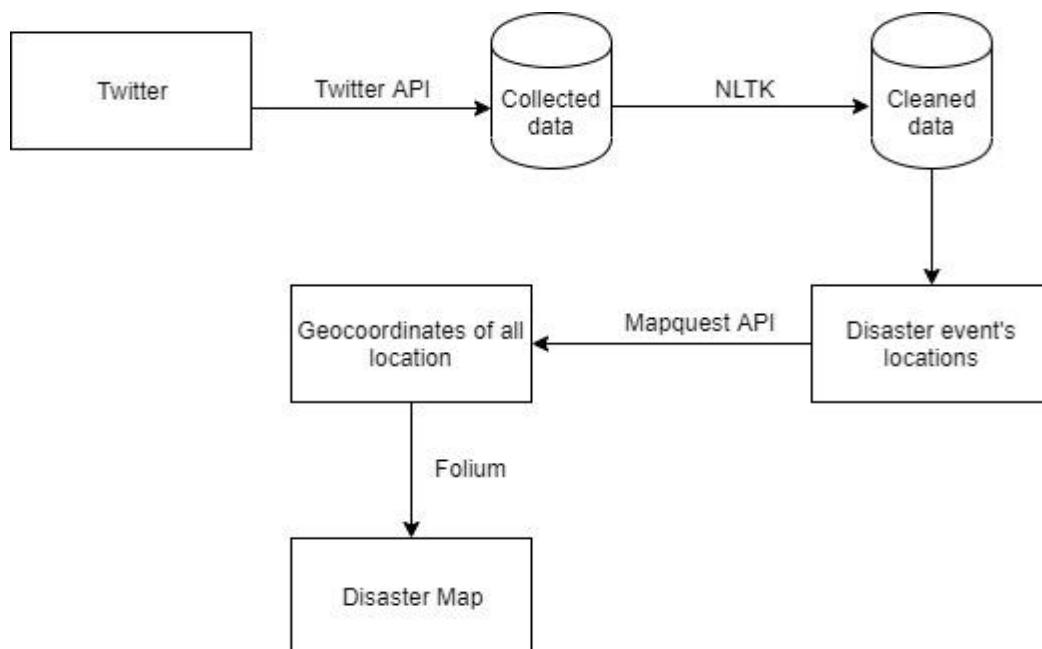 Twitter
Twitter API
Collected
data
NLTK
Cleaned
data
Disaster event's
locations
Mapquest API
Geocoordinates of all
location
Folium
Disaster Map